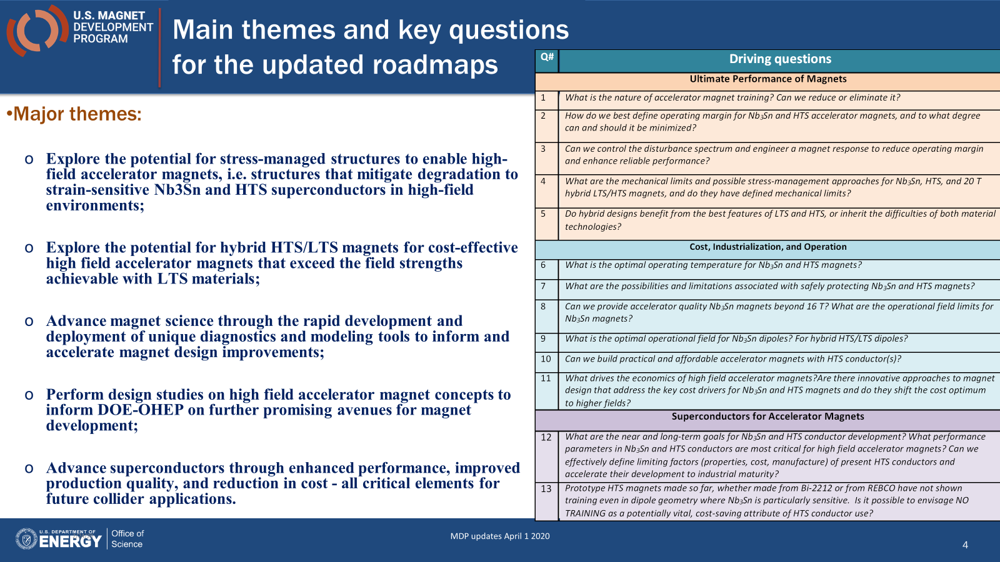 U.S. MAGNET
DEVELOPMENT
PROGRAM
Main themes and key questions
for the updated roadmaps
•Major themes:
o Explore the potential for stress-managed structures to enable high-
field accelerator magnets, i.e. structures that mitigate degradation to
strain-sensitive Nb3Sn and HTS superconductors in high-field
environments;
o Explore the potential for hybrid HTS/LTS magnets for cost-effective
high field accelerator magnets that exceed the field strengths
achievable with LTS materials;
o Advance magnet science through the rapid development and
deployment of unique diagnostics and modeling tools to inform and
accelerate magnet design improvements;
o Perform design studies on high field accelerator magnet concepts to
inform DOE-OHEP on further promising avenues for magnet
development;
o Advance superconductors through enhanced performance, improved
production quality, and reduction in cost - all critical elements for
future collider applications.
Q# Driving questions
Ultimate Performance of Magnets
1 What is the nature of accelerator magnet training? Can we reduce or eliminate it?
2 How do we best define operating margin for Nb₃Sn and HTS accelerator magnets, and to what degree
can and should it be minimized?
3 Can we control the disturbance spectrum and engineer a magnet response to reduce operating margin
and enhance reliable performance?
4 What are the mechanical limits and possible stress-management approaches for Nb₃Sn, HTS, and 20 T
hybrid LTS/HTS magnets, and do they have defined mechanical limits?
5 Do hybrid designs benefit from the best features of LTS and HTS, or inherit the difficulties of both material
technologies?
Cost, Industrialization, and Operation
6 What is the optimal operating temperature for Nb₃Sn and HTS magnets?
7 What are the possibilities and limitations associated with safely protecting Nb₃Sn and HTS magnets?
8 Can we provide accelerator quality Nb₃Sn magnets beyond 16 T? What are the operational field limits for
Nb₃Sn magnets?
9 What is the optimal operational field for Nb₃Sn dipoles? For hybrid HTS/LTS dipoles?
10 Can we build practical and affordable accelerator magnets with HTS conductor(s)?
11 What drives the economics of high field accelerator magnets?Are there innovative approaches to magnet
design that address the key cost drivers for Nb₃Sn and HTS magnets and do they shift the cost optimum
to higher fields?
Superconductors for Accelerator Magnets
12 What are the near and long-term goals for Nb₃Sn and HTS conductor development? What performance
parameters in Nb₃Sn and HTS conductors are most critical for high field accelerator magnets? Can we
effectively define limiting factors (properties, cost, manufacture) of present HTS conductors and
accelerate their development to industrial maturity?
13 Prototype HTS magnets made so far, whether made from Bi-2212 or from REBCO have not shown
training even in dipole geometry where Nb₃Sn is particularly sensitive. Is it possible to envisage NO
TRAINING as a potentially vital, cost-saving attribute of HTS conductor use?
U.S. DEPARTMENT OF
ENERGY
Office of
Science
MDP updates April 1 2020
4